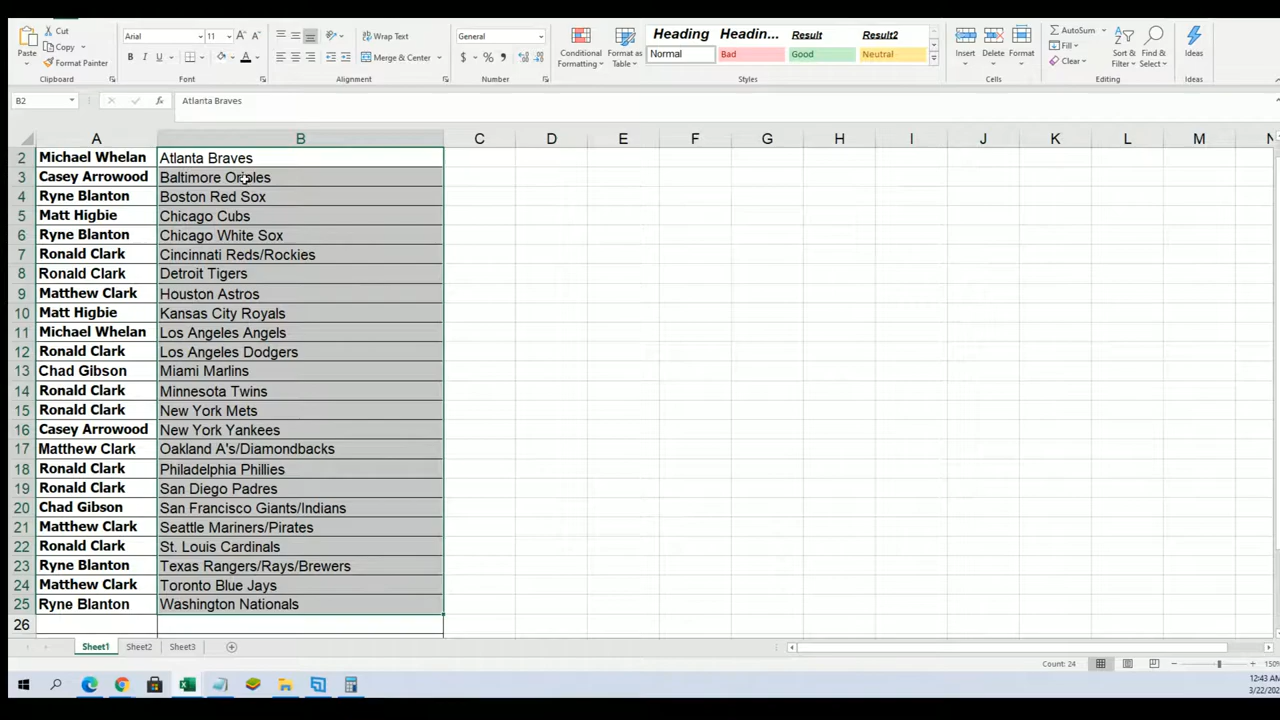 Cut
Copy
Format Painter
Paste
Clipboard
Arial 11
B I U
Font
Wrap Text
Merge & Center
Alignment
General
$ % ,
Number
Conditional Formatting
Format as Table
Heading Headin... Result Result2
Normal Bad Good Neutral
Styles
Insert Delete Format
Cells
AutoSum
Fill
Clear
Sort & Filter
Find & Select
Editing
Ideas
Ideas
B2 fx Atlanta Braves
A B C D E F G H I J K L M N
2 Michael Whelan Atlanta Braves
3 Casey Arrowood Baltimore Orioles
4 Ryne Blanton Boston Red Sox
5 Matt Higbie Chicago Cubs
6 Ryne Blanton Chicago White Sox
7 Ronald Clark Cincinnati Reds/Rockies
8 Ronald Clark Detroit Tigers
9 Matthew Clark Houston Astros
10 Matt Higbie Kansas City Royals
11 Michael Whelan Los Angeles Angels
12 Ronald Clark Los Angeles Dodgers
13 Chad Gibson Miami Marlins
14 Ronald Clark Minnesota Twins
15 Ronald Clark New York Mets
16 Casey Arrowood New York Yankees
17 Matthew Clark Oakland A's/Diamondbacks
18 Ronald Clark Philadelphia Phillies
19 Ronald Clark San Diego Padres
20 Chad Gibson San Francisco Giants/Indians
21 Matthew Clark Seattle Mariners/Pirates
22 Ronald Clark St. Louis Cardinals
23 Ryne Blanton Texas Rangers/Rays/Brewers
24 Matthew Clark Toronto Blue Jays
25 Ryne Blanton Washington Nationals
26
Sheet1 Sheet2 Sheet3
Count: 24 150%
12:43 AM
3/22/202